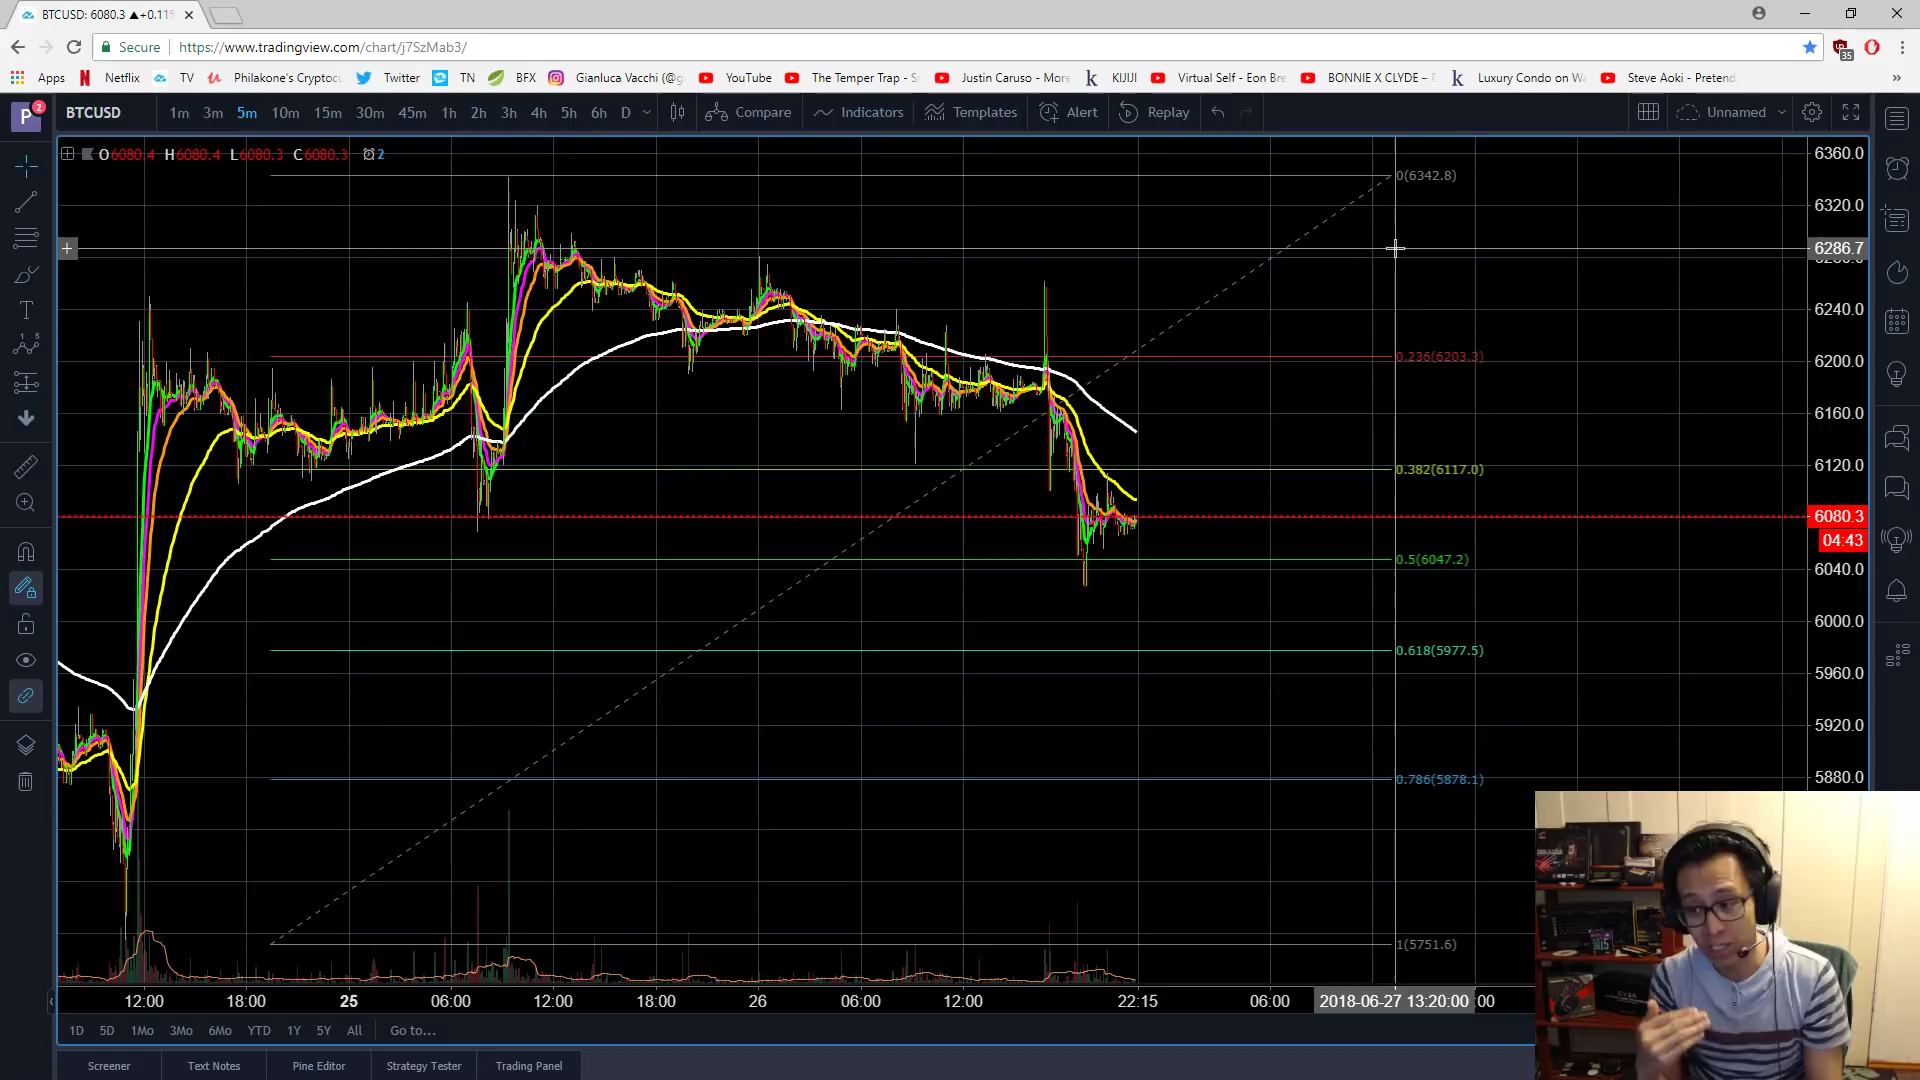 BTCUSD: 6080.3 ▲+0.11%
Secure https://www.tradingview.com/chart/j7SzMab3/
35
Apps Netflix TV Philakone's Cryptocu Twitter TN BFX Gianluca Vacchi (@g YouTube The Temper Trap - S Justin Caruso - More KIJIJI Virtual Self - Eon Bre BONNIE X CLYDE – Luxury Condo on Wa Steve Aoki - Pretend
P 2 BTCUSD 1m 3m 5m 10m 15m 30m 45m 1h 2h 3h 4h 5h 6h D Compare Indicators Templates Alert Replay Unnamed
O6080.4 H6080.4 L6080.3 C6080.3 2
6360.0
0(6342.8)
6320.0
6286.7
6240.0
0.236(6203.3)
6200.0
6160.0
0.382(6117.0)
6120.0
6080.3
04:43
0.5(6047.2)
6040.0
6000.0
0.618(5977.5)
5960.0
5920.0
0.786(5878.1)
5880.0
1(5751.6)
12:00 18:00 25 06:00 12:00 18:00 26 06:00 12:00 22:15 06:00 2018-06-27 13:20:00 :00
1D 5D 1Mo 3Mo 6Mo YTD 1Y 5Y All Go to...
Screener Text Notes Pine Editor Strategy Tester Trading Panel